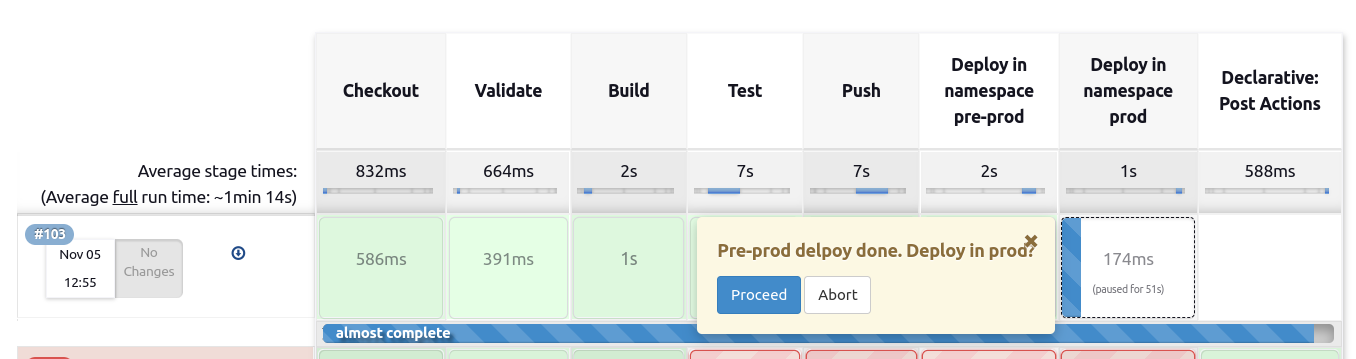 Checkout
Validate
Build
Test
Push
Deploy in
namespace
pre-prod
Deploy in
namespace
prod
Declarative:
Post Actions
Average stage times:
(Average full run time: ~1min 14s)
832ms
664ms
2s
7s
7s
2s
1s
588ms
#103
Nov 05
12:55
No
Changes
586ms
391ms
1s
Pre-prod delpoy done. Deploy in prod?
Proceed
Abort
174ms
(paused for 51s)
almost complete